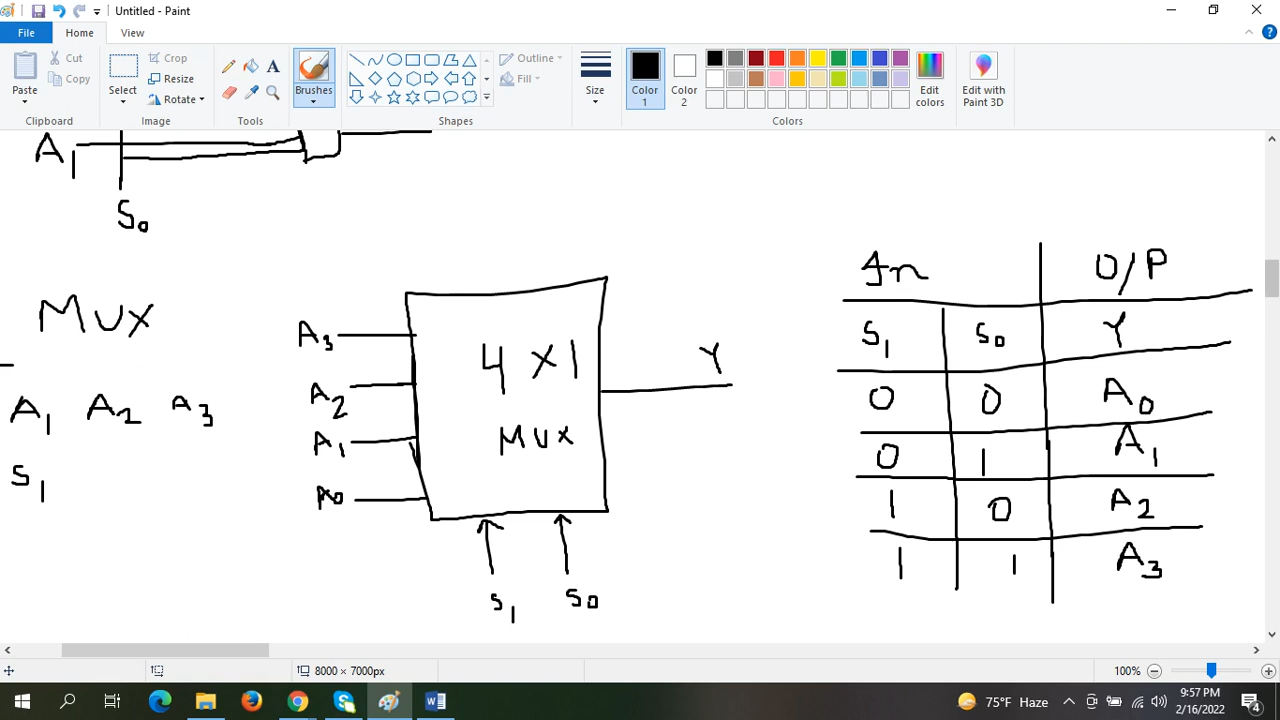 Untitled - Paint
File Home View
Paste
Cut
Copy
Clipboard
Select
Crop
Resize
Rotate
Image
A
Tools
Brushes
Outline
Fill
Shapes
Size
Color 1
Color 2
Edit colors
Edit with Paint 3D
Colors
A1
S0
MUX
A1 A2 A3
S1
A3
A2
A1
A0
4 X 1
MUX
Y
S1 S0
In O/P
S1 S0 Y
0 0 A0
0 1 A1
1 0 A2
1 1 A3
8000 × 7000px
100%
75°F Haze
9:57 PM
2/16/2022
4